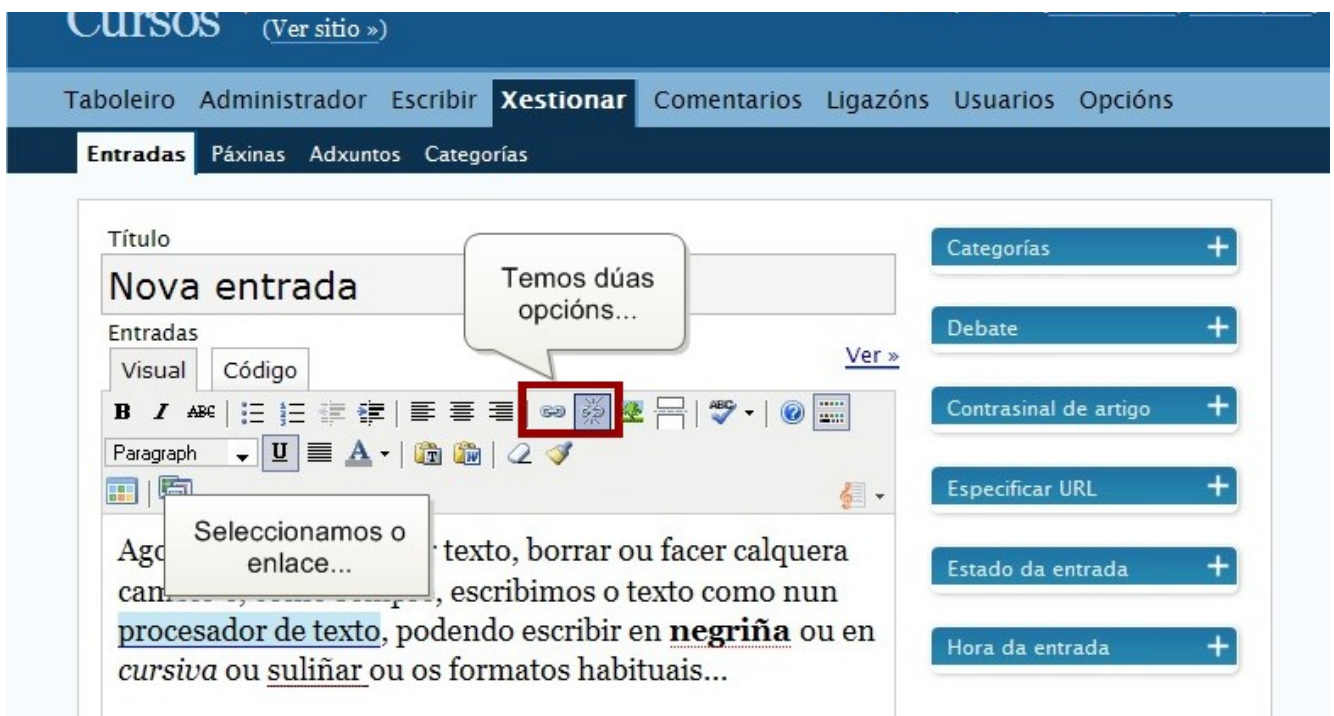 Cursos (Ver sitio »)
Taboleiro Administrador Escribir Xestionar Comentarios Ligazóns Usuarios Opcións
Entradas Páxinas Adxuntos Categorías
Título
Nova entrada
Temos dúas
opcións...
Entradas
Ver »
Visual Código
B I ABC ABC
Paragraph U A T W
Seleccionamos o
enlace...
Ago texto, borrar ou facer calquera
escribimos o texto como nun
procesador de texto, podendo escribir en negriña ou en
cursiva ou suliñar ou os formatos habituais...
Categorías
Debate
Contrasinal de artigo
Especificar URL
Estado da entrada
Hora da entrada